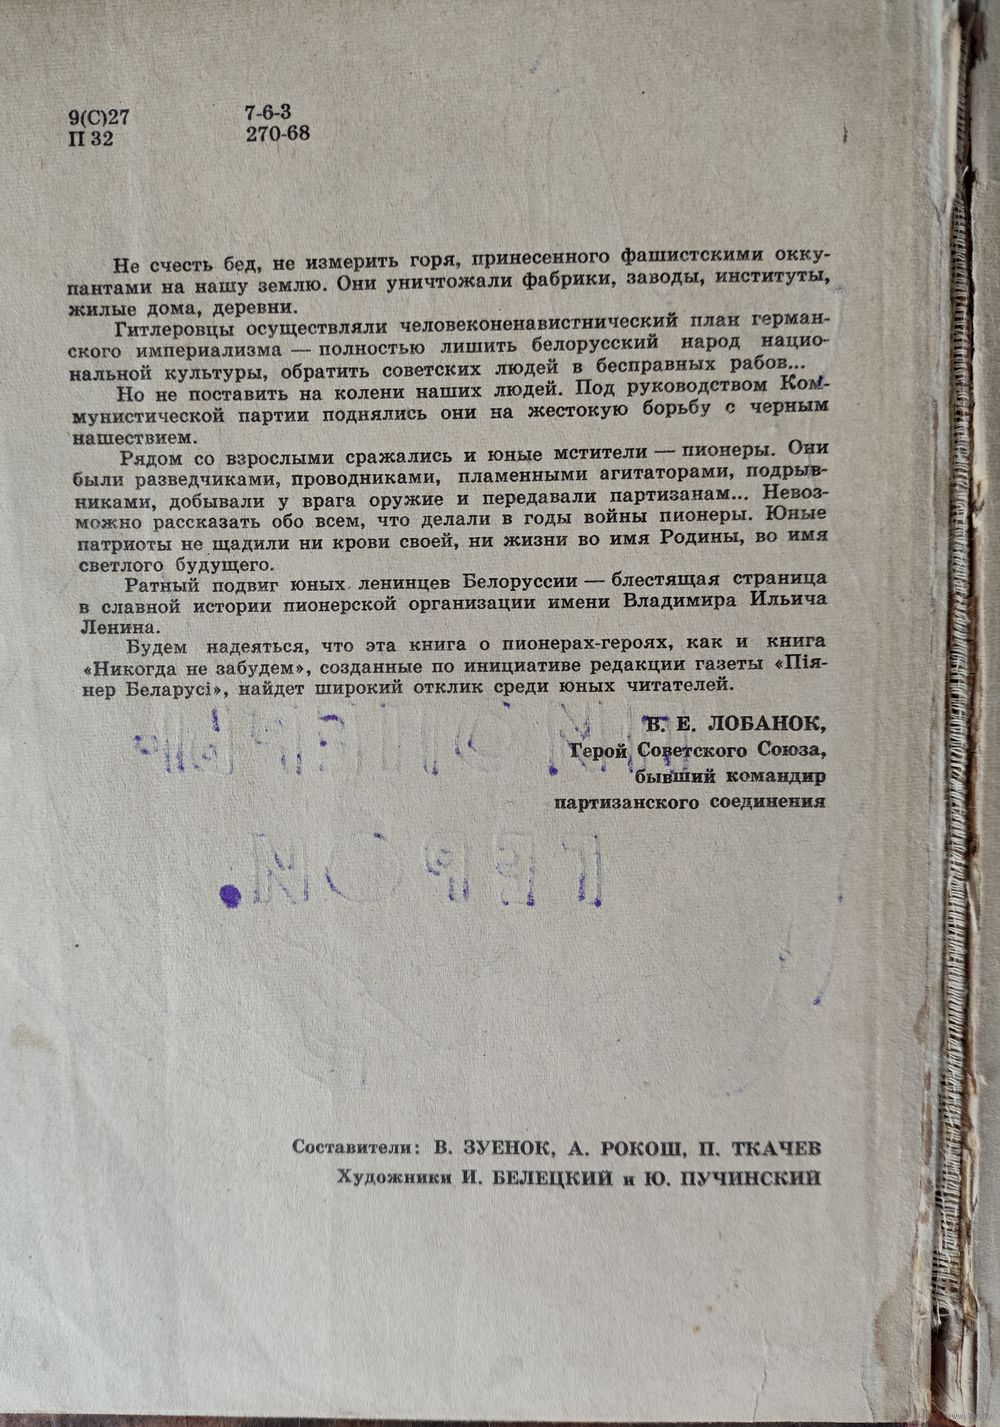 9(С)27 7-6-3
П 32 270-68
Не счесть бед, не измерить горя, принесенного фашистскими окку-
пантами на нашу землю. Они уничтожали фабрики, заводы, институты,
жилые дома, деревни.
Гитлеровцы осуществляли человеконенавистнический план герман-
ского империализма — полностью лишить белорусский народ нацио-
нальной культуры, обратить советских людей в бесправных рабов...
Но не поставить на колени наших людей. Под руководством Ком-
мунистической партии поднялись они на жестокую борьбу с черным
нашествием.
Рядом со взрослыми сражались и юные мстители — пионеры. Они
были разведчиками, проводниками, пламенными агитаторами, подрыв-
никами, добывали у врага оружие и передавали партизанам... Невоз-
можно рассказать обо всем, что делали в годы войны пионеры. Юные
патриоты не щадили ни крови своей, ни жизни во имя Родины, во имя
светлого будущего.
Ратный подвиг юных ленинцев Белоруссии — блестящая страница
в славной истории пионерской организации имени Владимира Ильича
Ленина.
Будем надеяться, что эта книга о пионерах-героях, как и книга
«Никогда не забудем», созданные по инициативе редакции газеты «Пія-
нер Беларусі», найдет широкий отклик среди юных читателей.
В. Е. ЛОБАНОК,
Герой Советского Союза,
бывший командир
партизанского соединения
Составители: В. ЗУЕНОК, А. РОКОШ, П. ТКАЧЕВ
Художники И. БЕЛЕЦКИЙ и Ю. ПУЧИНСКИЙ